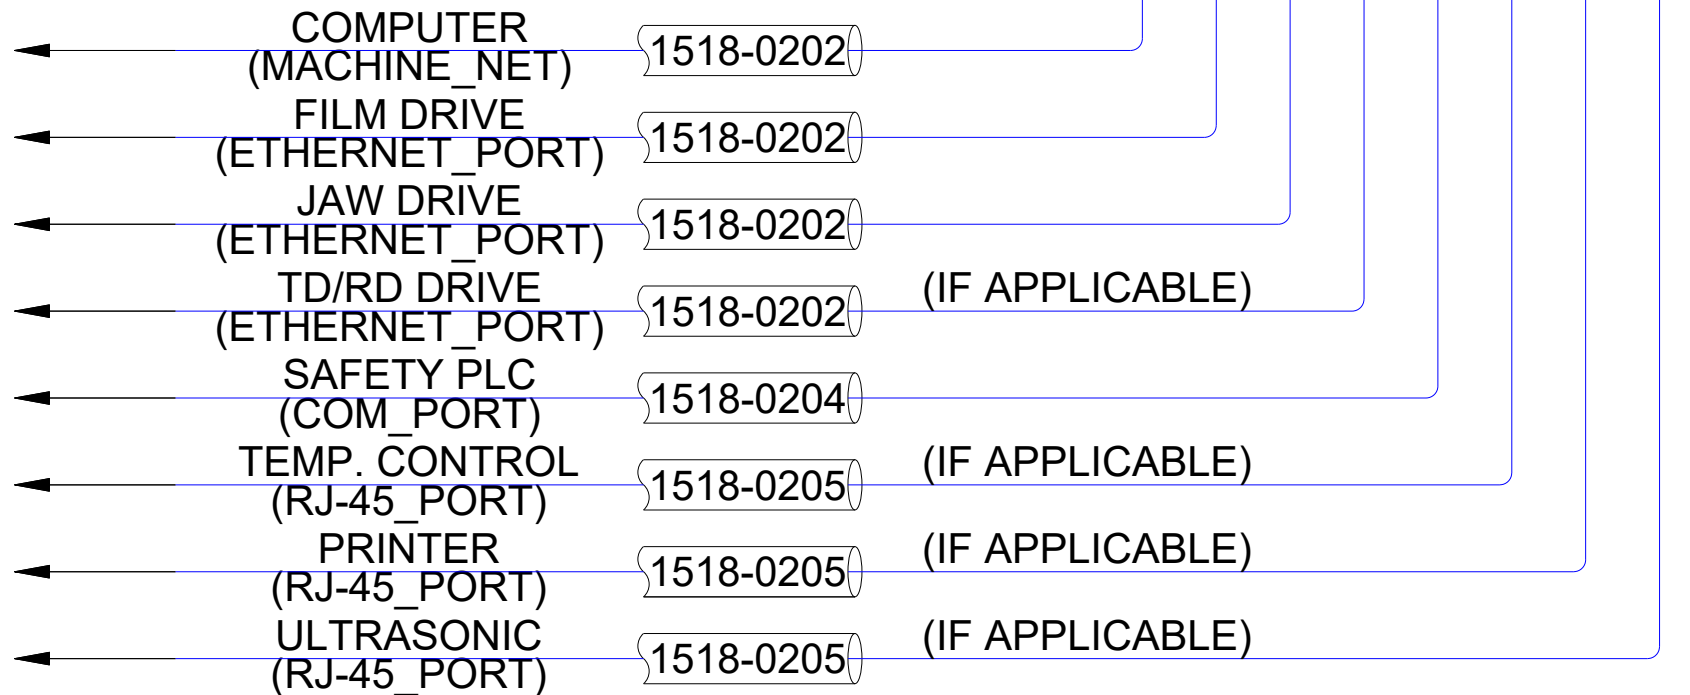 COMPUTER
(MACHINE_NET)
1518-0202
FILM DRIVE
(ETHERNET_PORT)
1518-0202
JAW DRIVE
(ETHERNET_PORT)
1518-0202
TD/RD DRIVE
(ETHERNET_PORT)
1518-0202
(IF APPLICABLE)
SAFETY PLC
(COM_PORT)
1518-0204
TEMP. CONTROL
(RJ-45_PORT)
1518-0205
(IF APPLICABLE)
PRINTER
(RJ-45_PORT)
1518-0205
(IF APPLICABLE)
ULTRASONIC
(RJ-45_PORT)
1518-0205
(IF APPLICABLE)